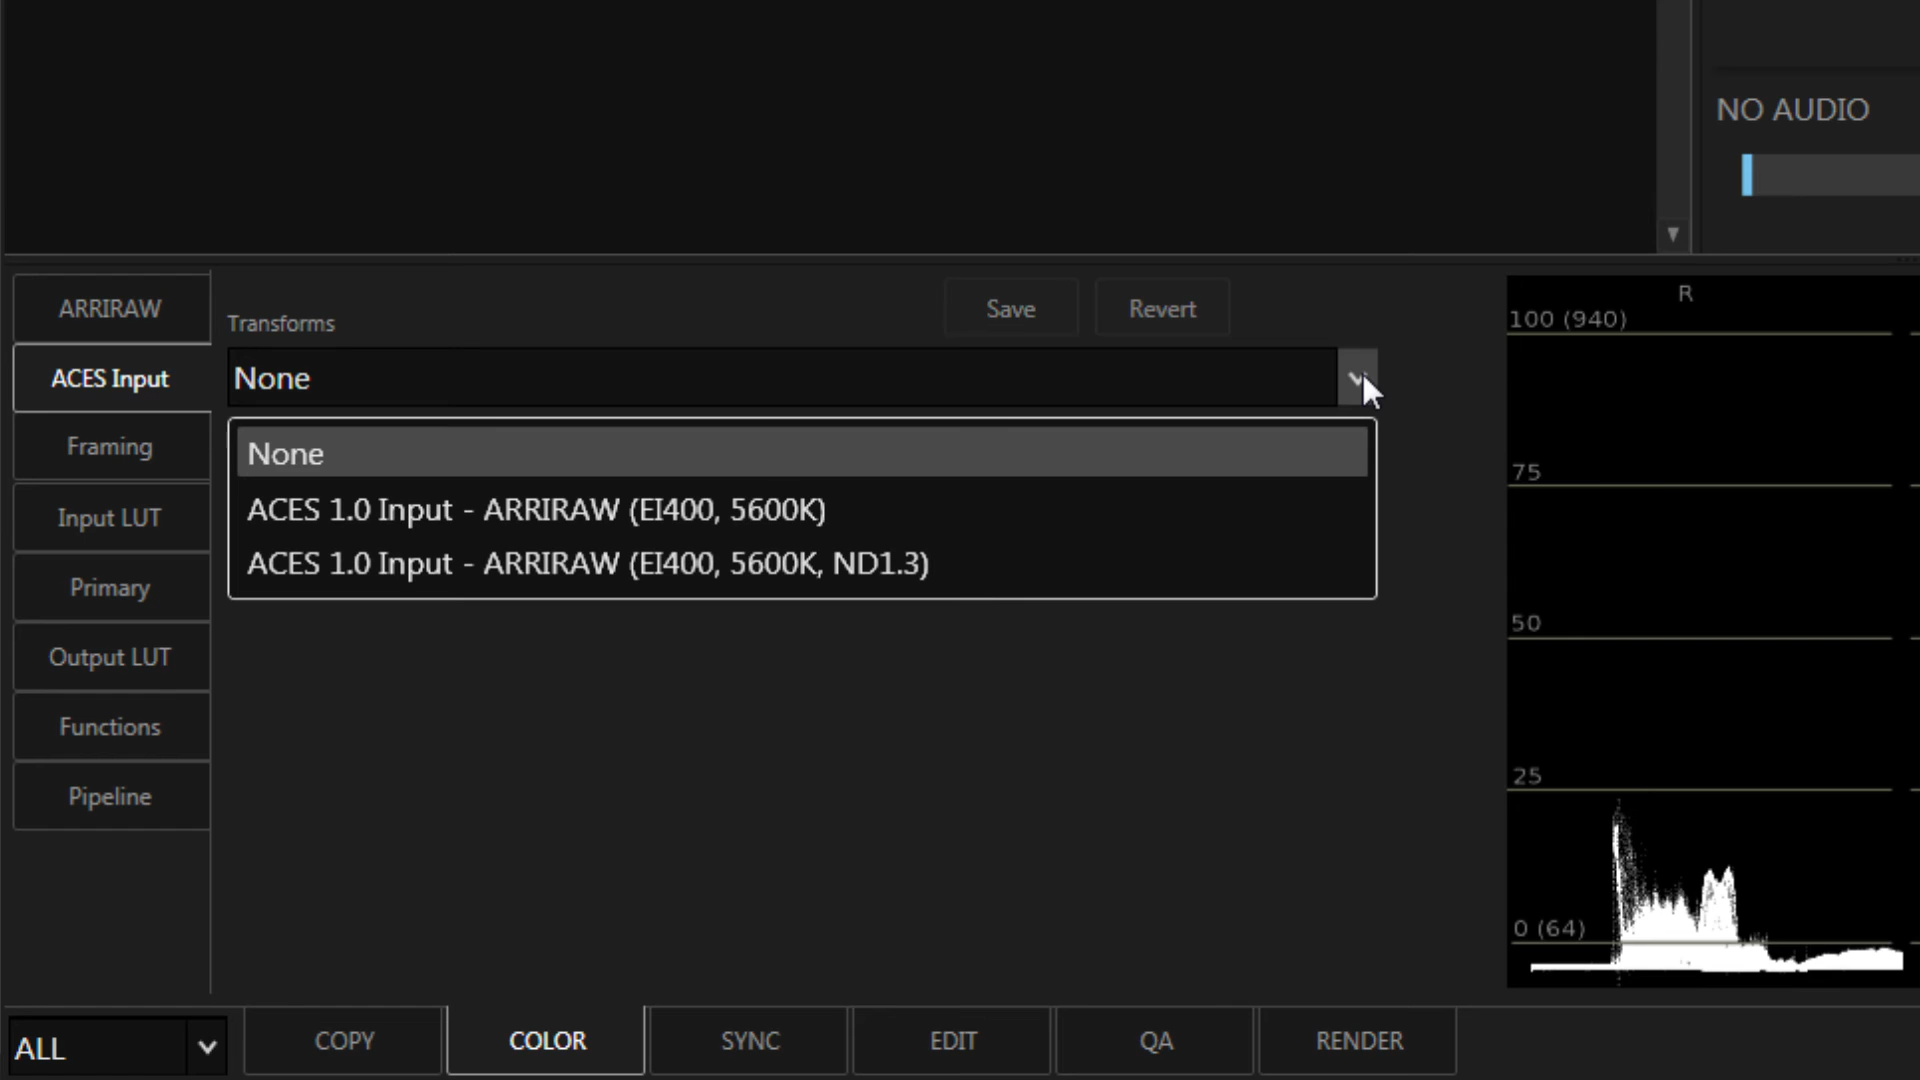 NO AUDIO
ARRIRAW
ACES Input
Framing
Input LUT
Primary
Output LUT
Functions
Pipeline
Transforms
Save
Revert
None
None
ACES 1.0 Input - ARRIRAW (EI400, 5600K)
ACES 1.0 Input - ARRIRAW (EI400, 5600K, ND1.3)
R
100 (940)
75
50
25
0 (64)
ALL
COPY
COLOR
SYNC
EDIT
QA
RENDER